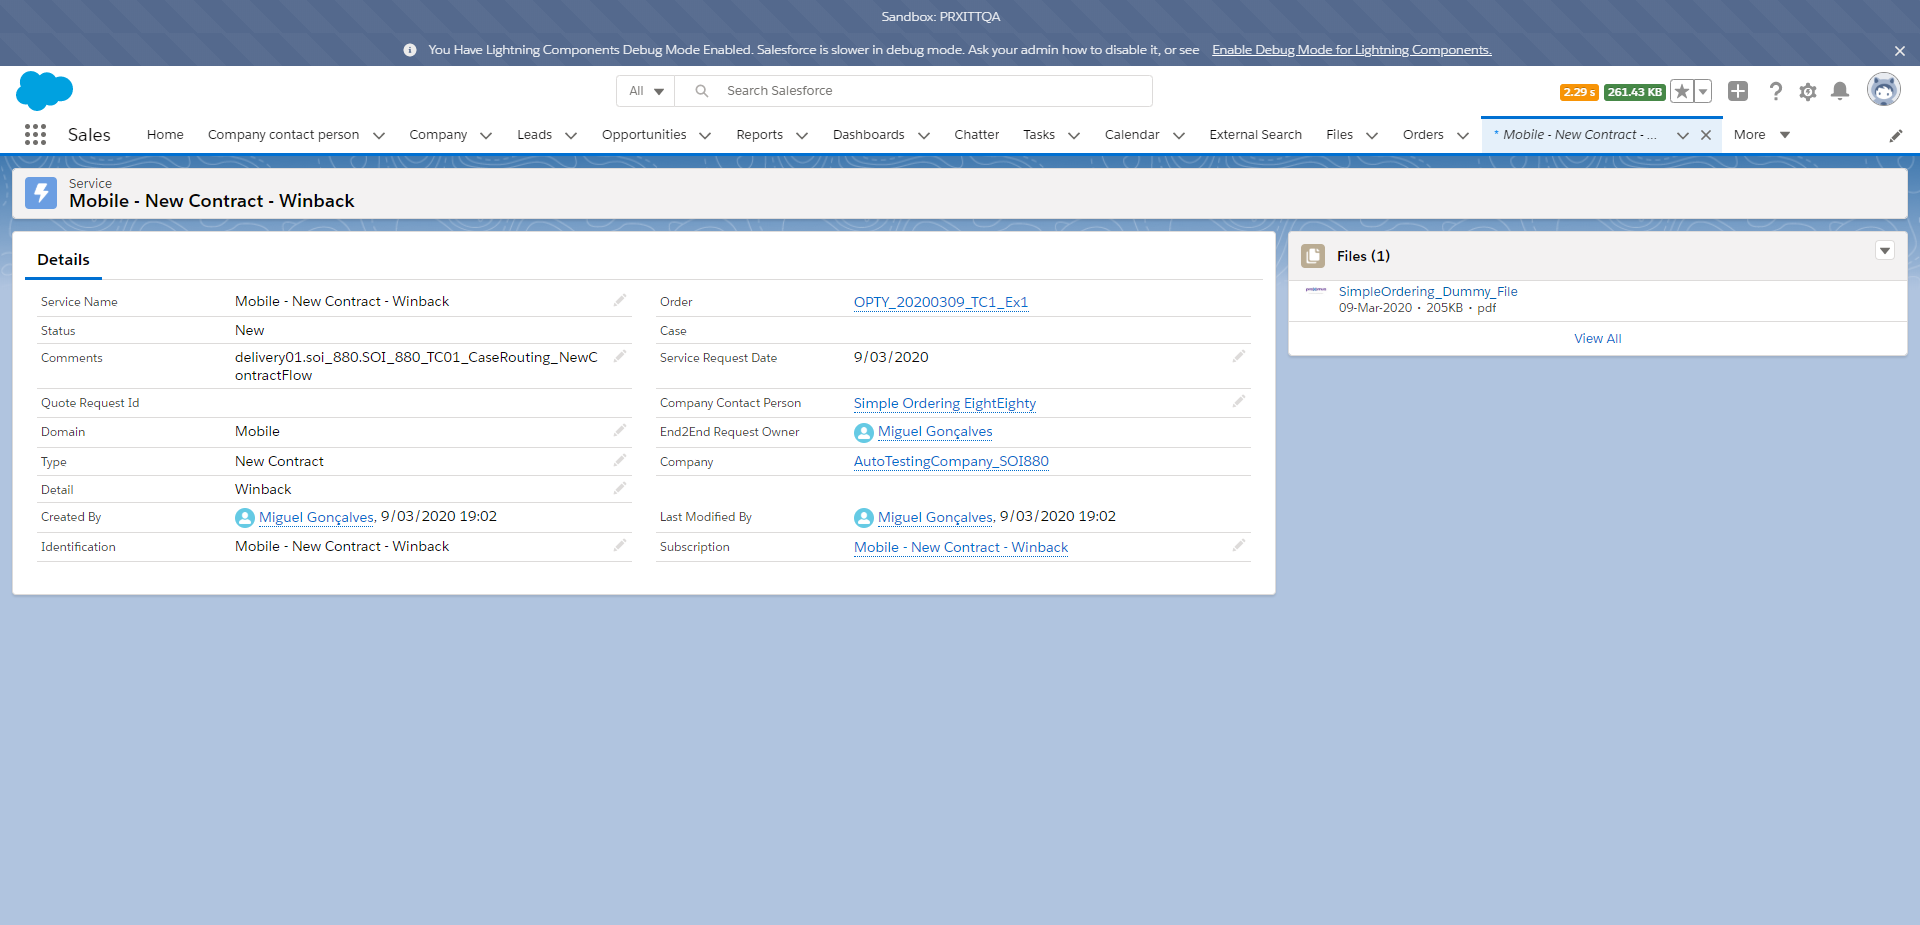 Sandbox: PRXITTQA
You Have Lightning Components Debug Mode Enabled. Salesforce is slower in debug mode. Ask your admin how to disable it, or see Enable Debug Mode for Lightning Components.
All
Search Salesforce
2.29 s
261.43 KB
Sales
Home
Company contact person
Company
Leads
Opportunities
Reports
Dashboards
Chatter
Tasks
Calendar
External Search
Files
Orders
* Mobile - New Contract - ...
More
Service
Mobile - New Contract - Winback
Details
Service Name
Mobile - New Contract - Winback
Order
OPTY_20200309_TC1_Ex1
Status
New
Case
Comments
delivery01.soi_880.SOI_880_TC01_CaseRouting_NewC
ontractFlow
Service Request Date
9/03/2020
Quote Request Id
Company Contact Person
Simple Ordering EightEighty
Domain
Mobile
End2End Request Owner
Miguel Gonçalves
Type
New Contract
Company
AutoTestingCompany_SOI880
Detail
Winback
Created By
Miguel Gonçalves, 9/03/2020 19:02
Last Modified By
Miguel Gonçalves, 9/03/2020 19:02
Identification
Mobile - New Contract - Winback
Subscription
Mobile - New Contract - Winback
Files (1)
SimpleOrdering_Dummy_File
09-Mar-2020 • 205KB • pdf
View All